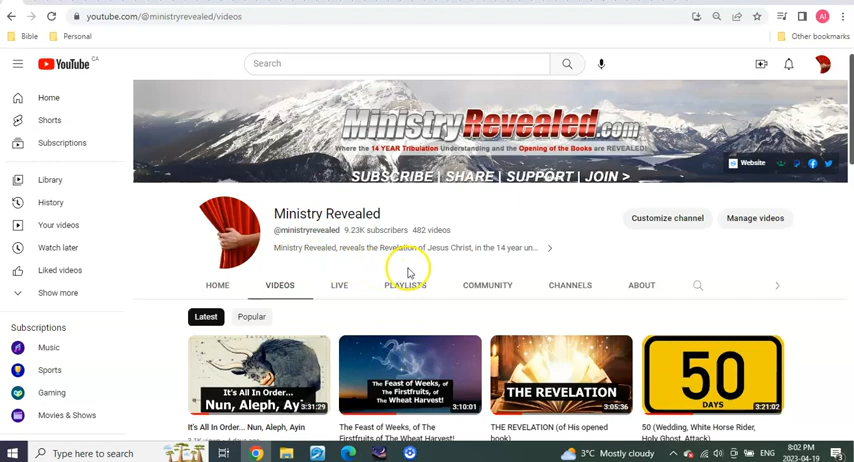 youtube.com/@ministryrevealed/videos
AI
Bible
Personal
Other bookmarks
YouTube CA
Search
MinistryRevealed.com
Where the 14 YEAR Tribulation Understanding and the Opening of the Books are REVEALED!
SUBSCRIBE | SHARE | SUPPORT | JOIN >
Website
Home
Shorts
Subscriptions
Library
History
Your videos
Watch later
Liked videos
Show more
Subscriptions
Music
Sports
Gaming
Movies & Shows
Ministry Revealed
@ministryrevealed 9.23K subscribers 482 videos
Ministry Revealed, reveals the Revelation of Jesus Christ, in the 14 year un...
Customize channel
Manage videos
HOME VIDEOS LIVE PLAYLISTS COMMUNITY CHANNELS ABOUT
Latest Popular
It's All In Order...
Nun, Aleph, Ayin
3:31:29
It's All In Order... Nun, Aleph, Ayin
The Feast of Weeks,
of The Firstfruits, of
The Wheat Harvest!
3:10:01
The Feast of Weeks, of The
Firstfruits of The Wheat Harvest!
THE REVELATION
3:05:36
THE REVELATION (of His opened
book)
50
DAYS
3:21:02
50 (Wedding, White Horse Rider,
Holy Ghost, Attack)
Type here to search
3°C Mostly cloudy
ENG
8:02 PM
2023-04-19
3